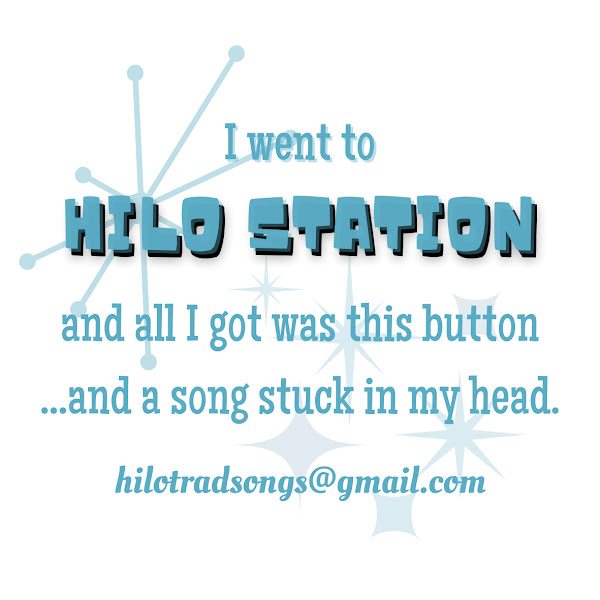 I went to
HILO STATION
and all I got was this button
...and a song stuck in my head.
hilotradsongs@gmail.com